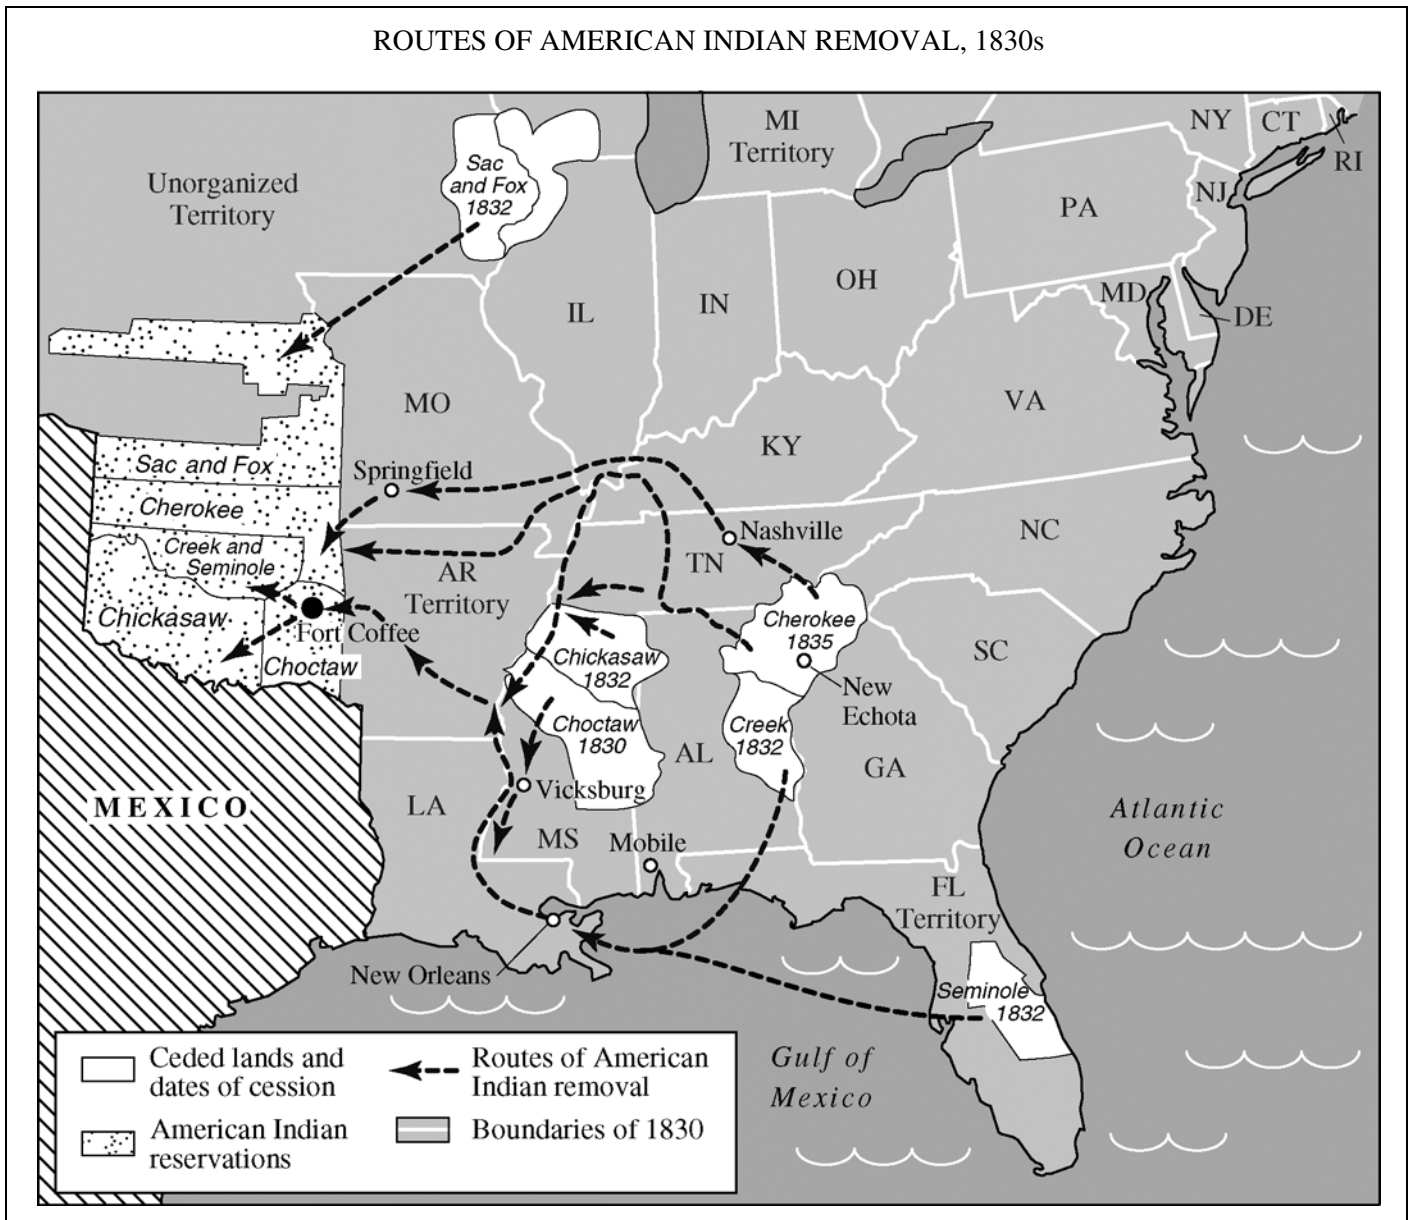 ROUTES OF AMERICAN INDIAN REMOVAL, 1830s
MI
Territory
NY
CT
RI
Sac
and Fox
1832
Unorganized
Territory
NJ
PA
OH
IL
IN
MD
DE
MO
VA
KY
Sac and Fox
Springfield
Cherokee
Nashville
NC
Creek and
Seminole
TN
AR
Territory
Chickasaw
Fort Coffee
Choctaw
Cherokee
1835
SC
Chickasaw
1832
New
Echota
Choctaw
1830
Creek
1832
AL
GA
MEXICO
LA
Vicksburg
MS
Mobile
Atlantic
Ocean
FL
Territory
New Orleans
Seminole
1832
Gulf of
Mexico
Ceded lands and
dates of cession
Routes of American
Indian removal
American Indian
reservations
Boundaries of 1830